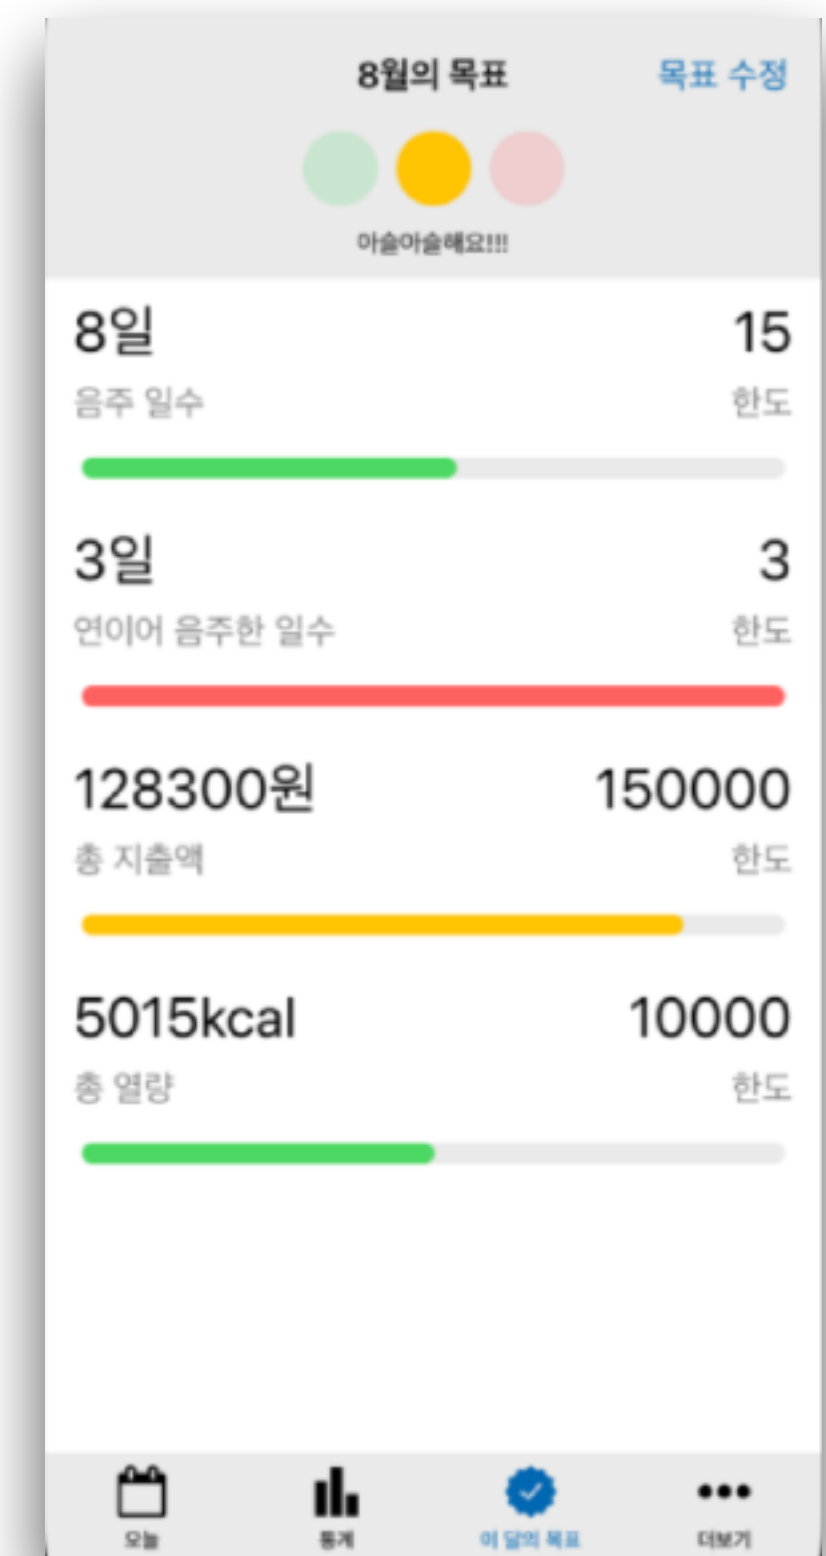 8월의 목표 목표 수정
아슬아슬해요!!!
8일 15
음주 일수 한도
3일 3
연이어 음주한 일수 한도
128300원 150000
총 지출액 한도
5015kcal 10000
총 열량 한도
오늘 통계 이 달의 목표 더보기